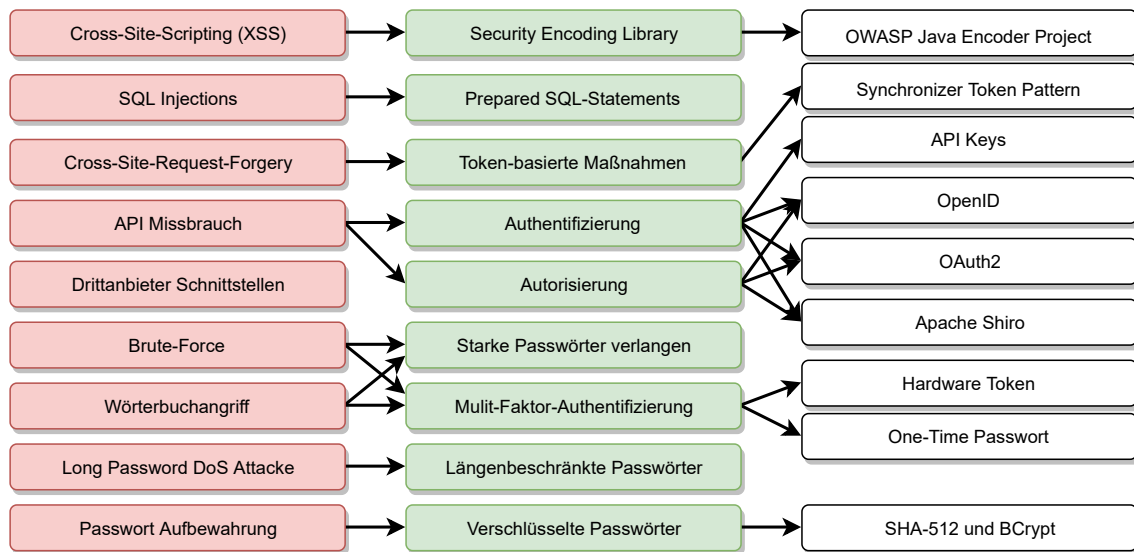 Cross-Site-Scripting (XSS)
Security Encoding Library
OWASP Java Encoder Project
SQL Injections
Prepared SQL-Statements
Synchronizer Token Pattern
Cross-Site-Request-Forgery
Token-basierte Maßnahmen
API Keys
API Missbrauch
Authentifizierung
OpenID
Drittanbieter Schnittstellen
Autorisierung
OAuth2
Brute-Force
Starke Passwörter verlangen
Apache Shiro
Wörterbuchangriff
Mulit-Faktor-Authentifizierung
Hardware Token
One-Time Passwort
Long Password DoS Attacke
Längenbeschränkte Passwörter
Passwort Aufbewahrung
Verschlüsselte Passwörter
SHA-512 und BCrypt